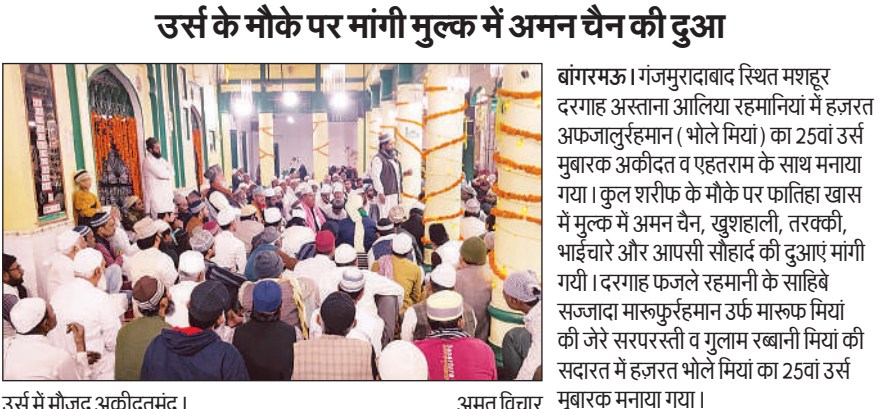 उर्स के मौके पर मांगी मुल्क में अमन चैन की दुआ
बांगरमऊ। गंजमुरादाबाद स्थित मशहूर
दरगाह अस्ताना आलिया रहमानियां में हज़रत
अफजालुर्रहमान ( भोले मियां ) का 25वां उर्स
मुबारक अकीदत व एहतराम के साथ मनाया
गया। कुल शरीफ के मौके पर फातिहा खास
में मुल्क में अमन चैन, खुशहाली, तरक्की,
भाईचारे और आपसी सौहार्द की दुआएं मांगी
गयी। दरगाह फजले रहमानी के साहिबे
सज्जादा मारूफुर्रहमान उर्फ मारूफ मियां
की जेरे सरपरस्ती व गुलाम रब्बानी मियां की
सदारत में हज़रत भोले मियां का 25वां उर्स
मुबारक मनाया गया।
उर्स में मौजूद अकीदतमंद।
अमृत विचार